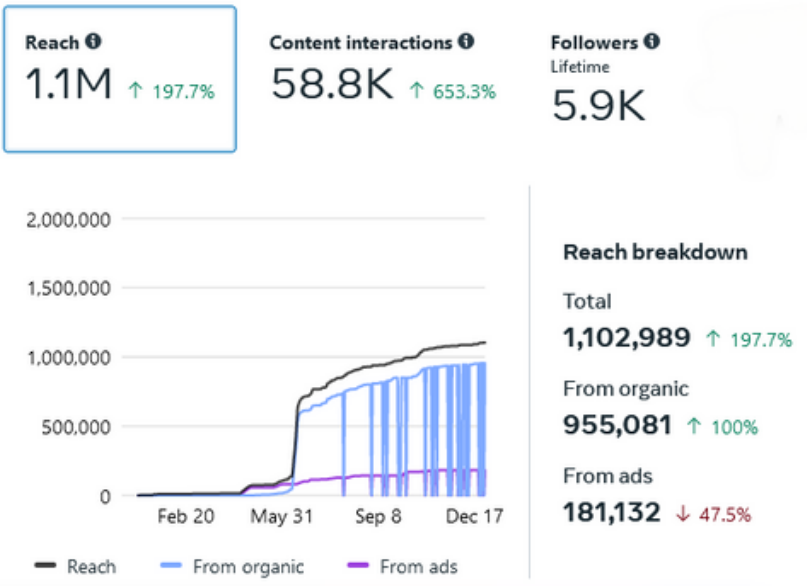 Reach
1.1M ↑ 197.7%
Content interactions
58.8K ↑ 653.3%
Followers
Lifetime
5.9K
2,000,000
1,500,000
1,000,000
500,000
0
Feb 20 May 31 Sep 8 Dec 17
Reach From organic From ads
Reach breakdown
Total
1,102,989 ↑ 197.7%
From organic
955,081 ↑ 100%
From ads
181,132 ↓ 47.5%